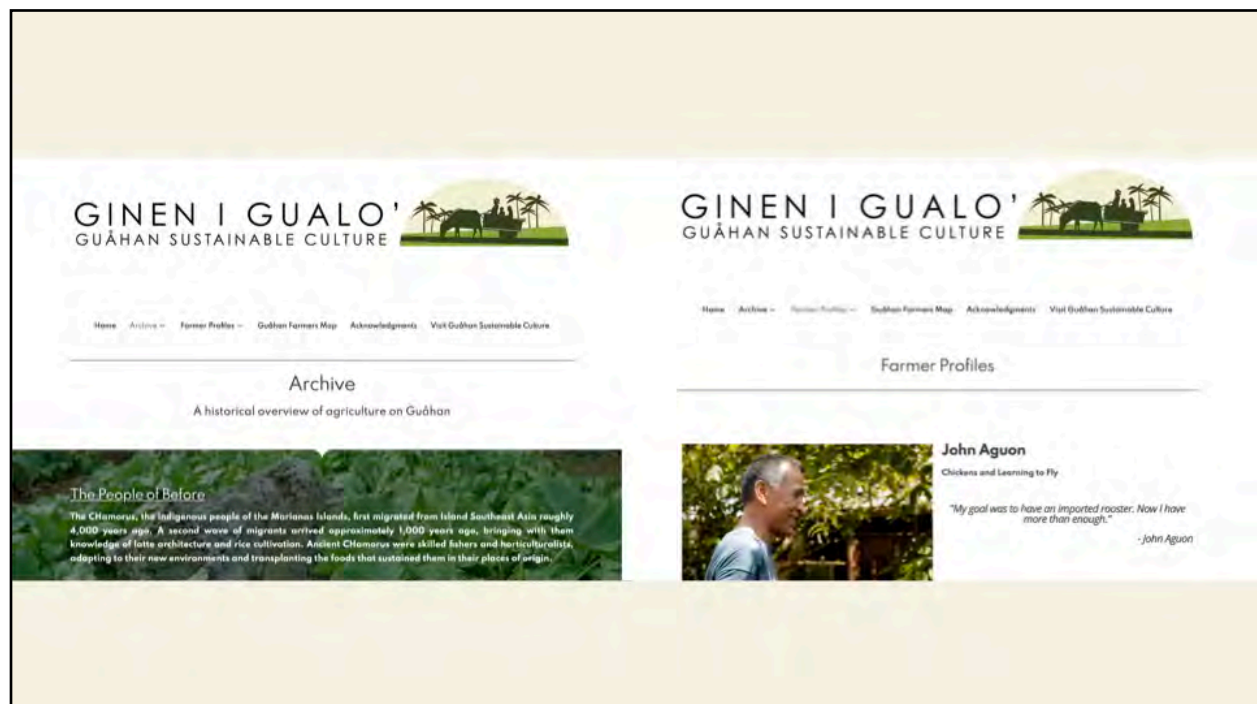 GINEN I GUALO'
GUÅHAN SUSTAINABLE CULTURE
Home Archive Farmer Profiles Guåhan Farmers Map Acknowledgments Visit Guåhan Sustainable Culture
Archive
A historical overview of agriculture on Guåhan
The People of Before
The CHamorus, the indigenous people of the Marianas Islands, first migrated from Island Southeast Asia roughly
4,000 years ago. A second wave of migrants arrived approximately 1,000 years ago, bringing with them
knowledge of latte architecture and rice cultivation. Ancient CHamorus were skilled fishers and horticulturalists,
adapting to their new environments and transplanting the foods that sustained them in their places of origin.
GINEN I GUALO'
GUÅHAN SUSTAINABLE CULTURE
Home Archive Farmer Profiles Guåhan Farmers Map Acknowledgments Visit Guåhan Sustainable Culture
Farmer Profiles
John Aguon
Chickens and Learning to Fly
"My goal was to have an imported rooster. Now I have
more than enough."
- John Aguon